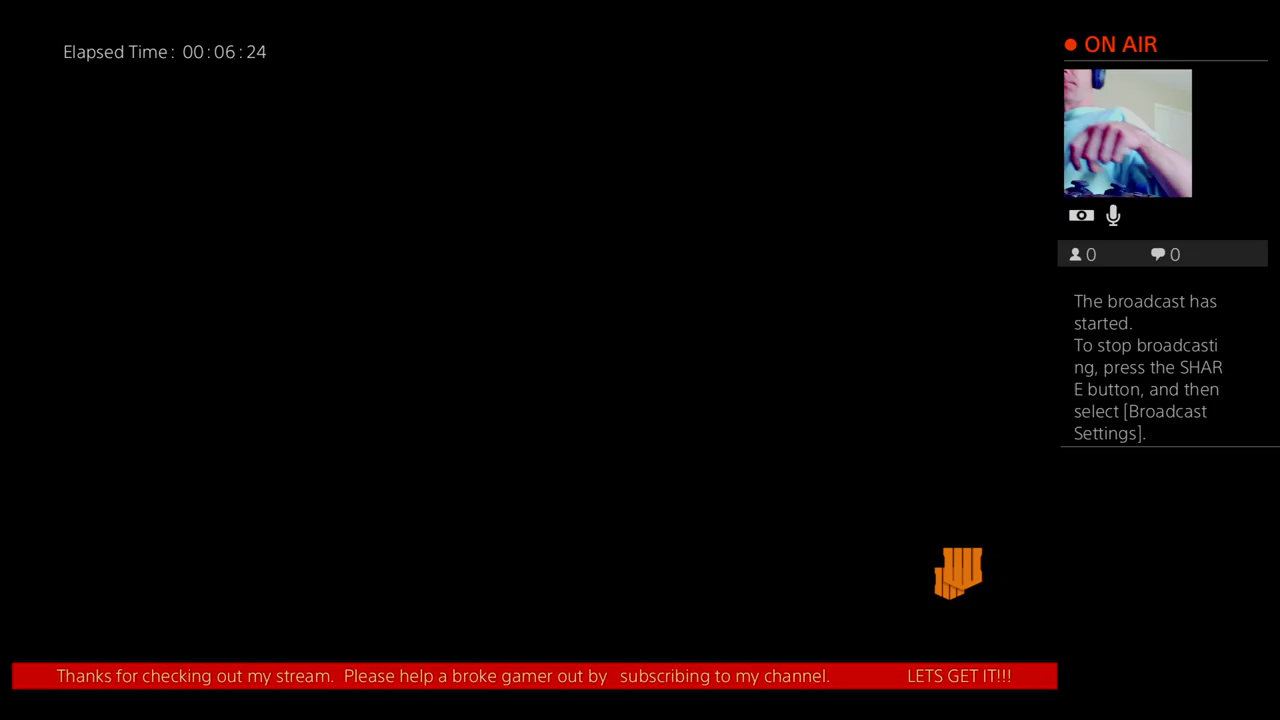 Elapsed Time: 00:06:24
ON AIR
0 0
The broadcast has
started.
To stop broadcasti
ng, press the SHAR
E button, and then
select [Broadcast
Settings].
Thanks for checking out my stream. Please help a broke gamer out by subscribing to my channel. LETS GET IT!!!